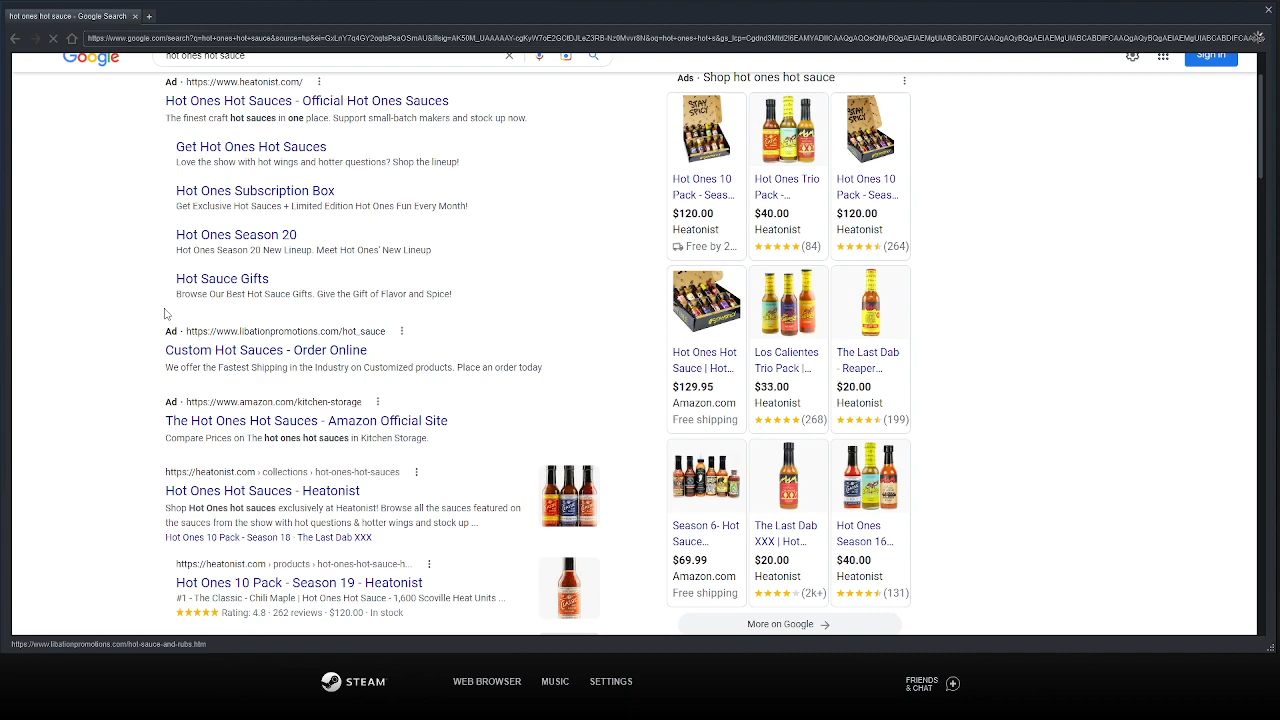 hot ones hot sauce - Google Search
Google
hot ones hot sauce
Sign in
Ad · https://www.heatonist.com/
Hot Ones Hot Sauces - Official Hot Ones Sauces
The finest craft hot sauces in one place. Support small-batch makers and stock up now.
Get Hot Ones Hot Sauces
Love the show with hot wings and hotter questions? Shop the lineup!
Hot Ones Subscription Box
Get Exclusive Hot Sauces + Limited Edition Hot Ones Fun Every Month!
Hot Ones Season 20
Hot Ones Season 20 New Lineup. Meet Hot Ones' New Lineup
Hot Sauce Gifts
Browse Our Best Hot Sauce Gifts. Give the Gift of Flavor and Spice!
Ad · https://www.libationpromotions.com/hot_sauce
Custom Hot Sauces - Order Online
We offer the Fastest Shipping in the Industry on Customized products. Place an order today
Ad · https://www.amazon.com/kitchen-storage
The Hot Ones Hot Sauces - Amazon Official Site
Compare Prices on The hot ones hot sauces in Kitchen Storage.
https://heatonist.com › collections › hot-ones-hot-sauces
Hot Ones Hot Sauces - Heatonist
Shop Hot Ones hot sauces exclusively at Heatonist! Browse all the sauces featured
on the sauces from the show with hot questions & hotter wings and stock up ...
Hot Ones 10 Pack - Season 18 · The Last Dab XXX
https://heatonist.com › products › hot-ones-hot-sauce-h...
Hot Ones 10 Pack - Season 19 - Heatonist
#1 - The Classic - Chili Maple | Hot Ones Hot Sauce - 1,600 Scoville Heat Units ...
Rating: 4.8 · 262 reviews · $120.00 · In stock
Ads · Shop hot ones hot sauce
STAY SPICY
STAY SPICY
Hot Ones 10
Pack - Seas...
$120.00
Heatonist
Free by 2...
Hot Ones Trio
Pack - ...
$40.00
Heatonist
(84)
Hot Ones 10
Pack - Seas...
$120.00
Heatonist
(264)
Hot Ones Hot
Sauce | Hot...
$129.95
Amazon.com
Free shipping
Los Calientes
Trio Pack |...
$33.00
Heatonist
(268)
The Last Dab
- Reaper...
$20.00
Heatonist
(199)
Season 6- Hot
Sauce...
$69.99
Amazon.com
Free shipping
The Last Dab
XXX | Hot...
$20.00
Heatonist
(2k+)
Hot Ones
Season 16...
$40.00
Heatonist
(131)
More on Google →
https://www.libationpromotions.com/hot-sauce-and-rubs.htm
STEAM
WEB BROWSER
MUSIC
SETTINGS
FRIENDS
& CHAT